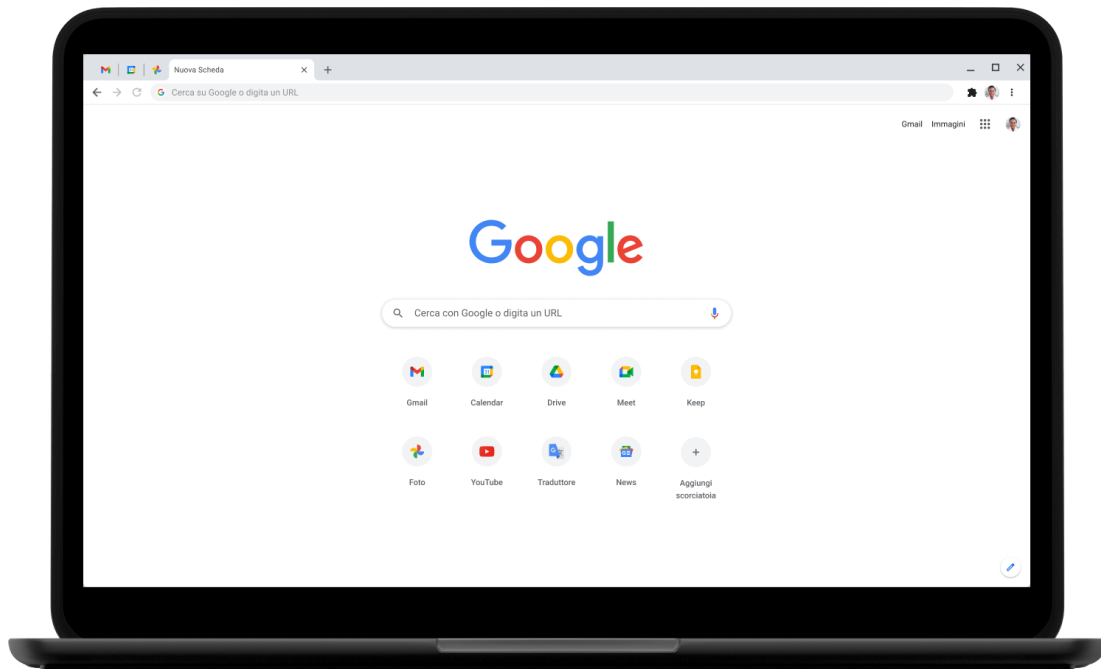 Nuova Scheda
Cerca su Google o digita un URL
Gmail Immagini
Google
Cerca con Google o digita un URL
Gmail Calendar Drive Meet Keep
Foto YouTube Traduttore News Aggiungi
scorciatoia